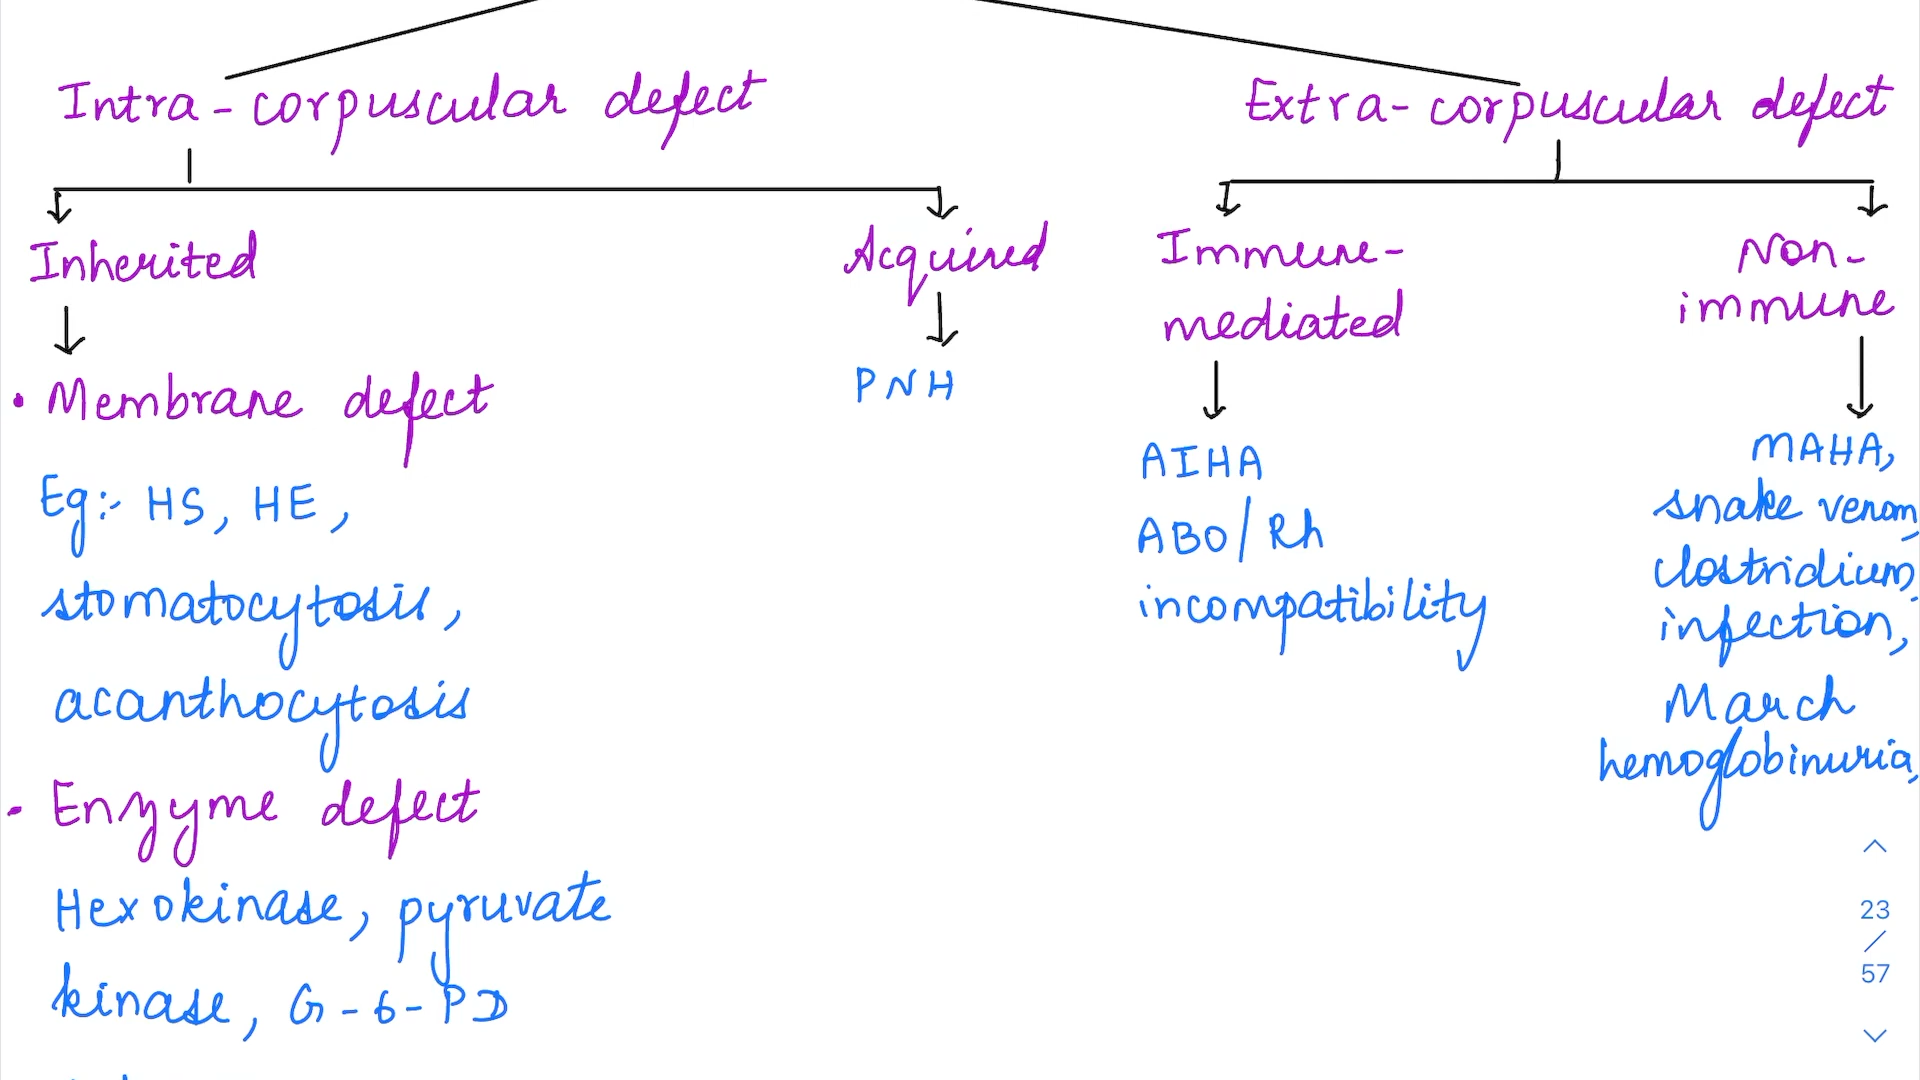 Intra-corpuscular defect
Extra-corpuscular defect
Inherited
Acquired
Immune-
mediated
Non-
immune
• Membrane defect
PNH
AIHA
MAHA,
Eg:- HS, HE,
ABO/Rh
snake venom,
stomatocytosis,
incompatibility
clostridium,
infection,
acanthocytosis
March
hemoglobinuria,
• Enzyme defect
Hexokinase, pyruvate
kinase, G-6-PD
23
/
57